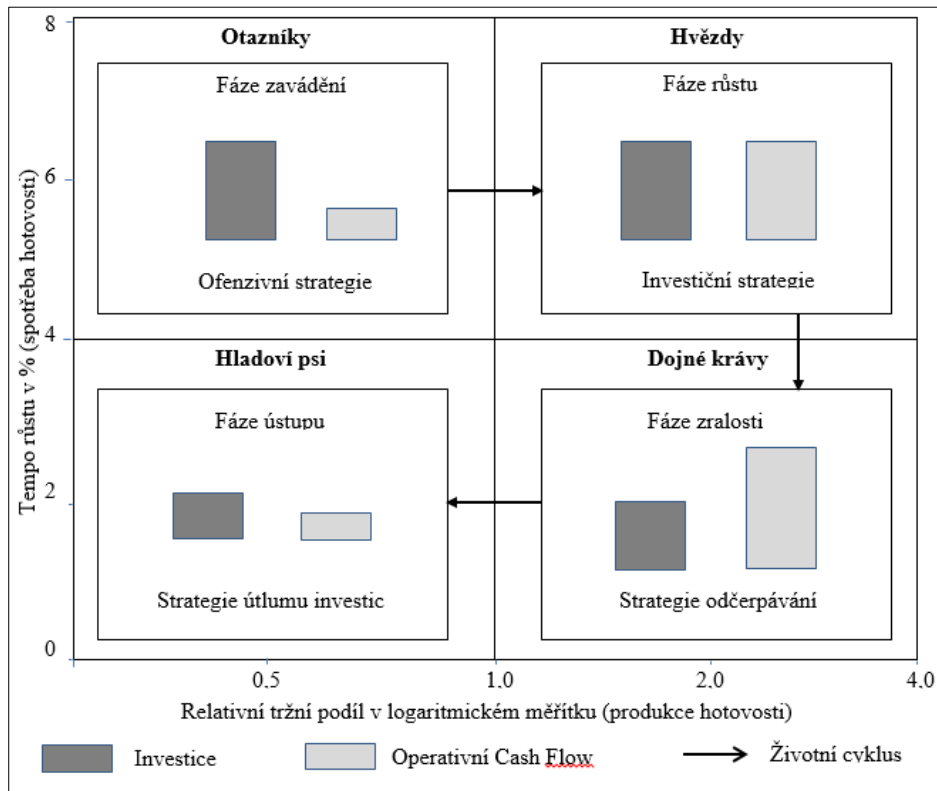 8
Otazníky
Hvězdy
Fáze zavádění
Fáze růstu
6
Ofenzivní strategie
Investiční strategie
4
Hladoví psi
Dojné krávy
Fáze ústupu
Fáze zralosti
2
Strategie útlumu investic
Strategie odčerpávání
0
Tempo růstu v % (spotřeba hotovosti)
0,5
1.0
2.0
4.0
Relativní tržní podíl v logaritmickém měřítku (produkce hotovosti)
Investice
Operativní Cash Flow
Životní cyklus